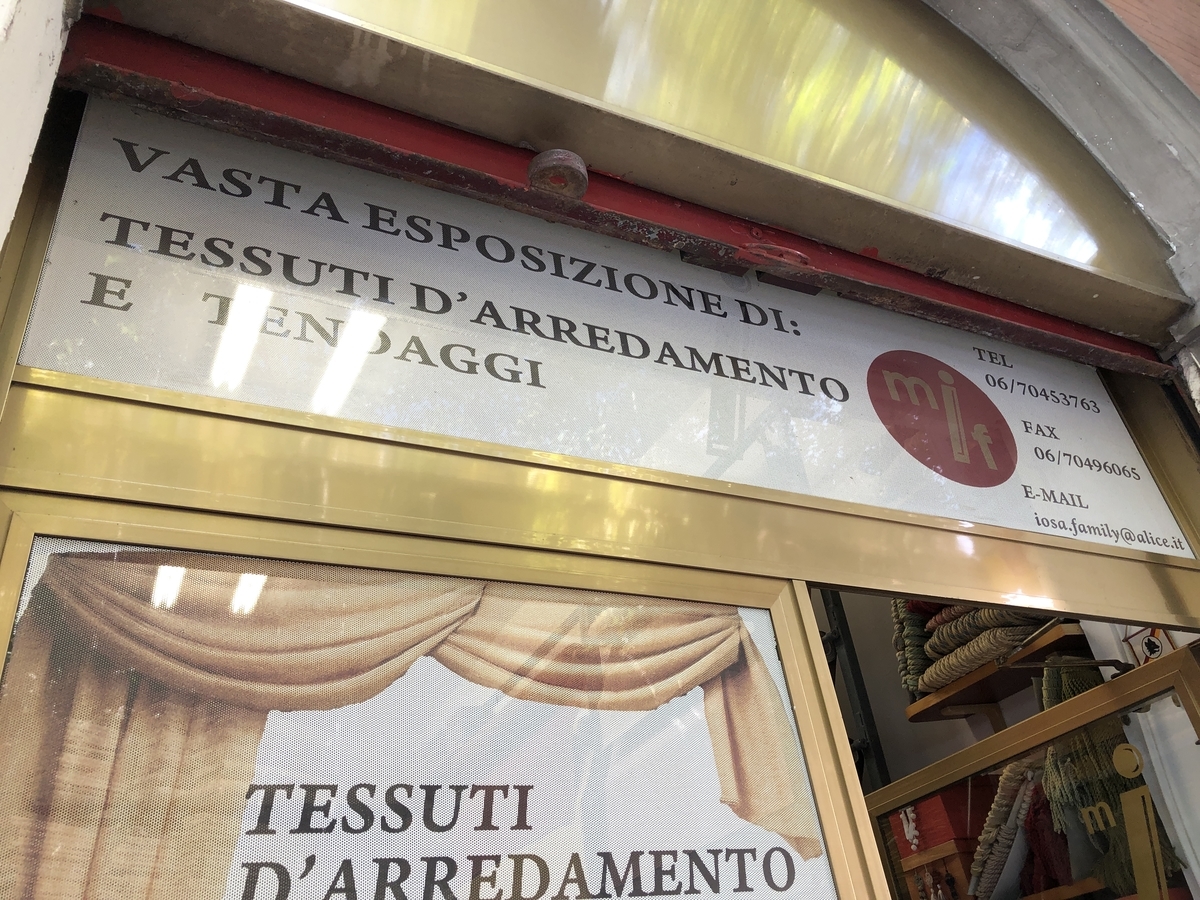 VASTA ESPOSIZIONE DI:
TESSUTI D'ARREDAMENTO
E TENDAGGI
mif
TEL
06/70453763
FAX
06/70496065
E-MAIL
iosa.family@alice.it
TESSUTI
D'ARREDAMENTO
mi